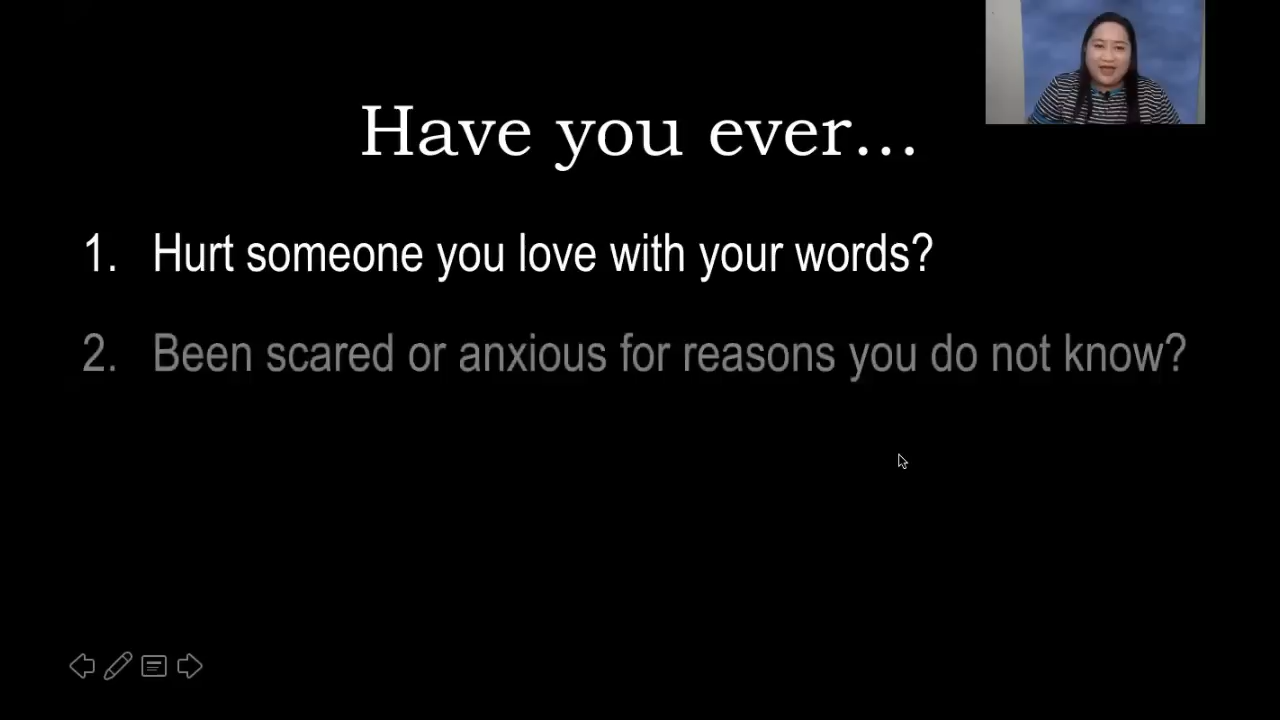 Have you ever...
1. Hurt someone you love with your words?
2. Been scared or anxious for reasons you do not know?